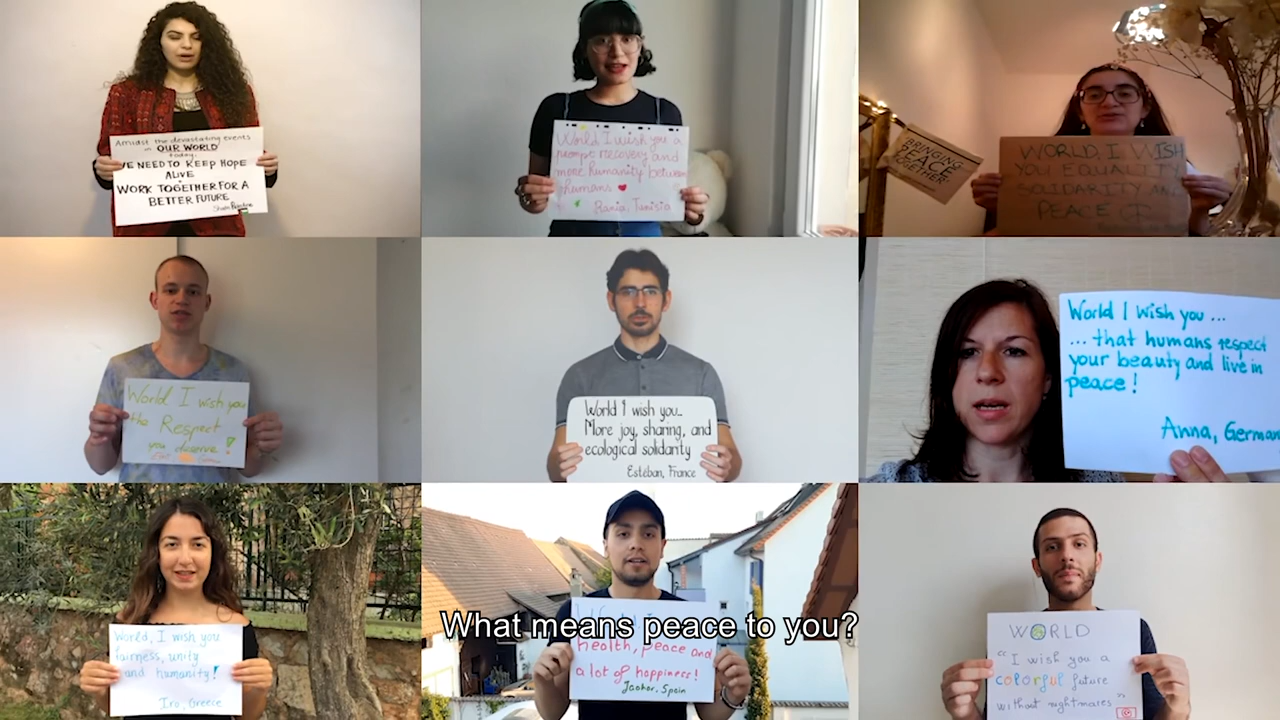 Amidst the devastating events
in OUR WORLD
today,
WE NEED TO KEEP HOPE
ALIVE
WORK TOGETHER FOR A
BETTER FUTURE
World I wish you a
prompt recovery and
more humanity between
humans
Rania, Tunisia
BRINGING
PEACE
TOGETHER
WORLD, I WISH
YOU EQUALITY
SOLIDARITY AND
PEACE
World I wish you
the Respect
you deserve!
World I wish you...
More joy, sharing, and
ecological solidarity
Estéban, France
World I wish you ...
... that humans respect
your beauty and live in
peace!
Anna, German
World, I wish you
fairness, unity
and humanity!
Iro, Greece
What means peace to you?
health, peace and
a lot of happiness!
Spain
WORLD
"I wish you a
colorful future
without nightmares"